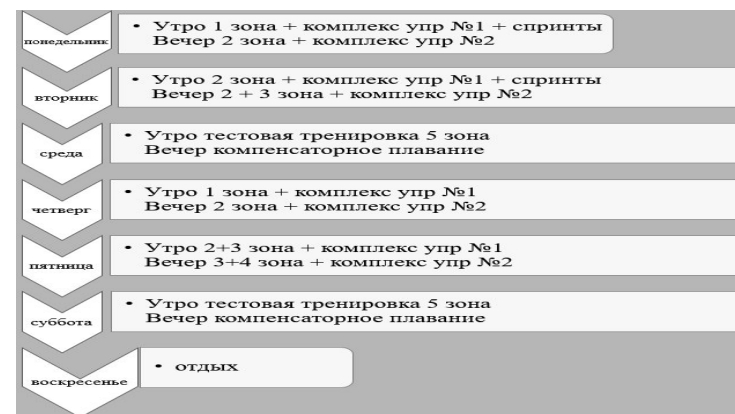 понедельник
• Утро 1 зона + комплекс упр №1 + спринты
Вечер 2 зона + комплекс упр №2
вторник
• Утро 2 зона + комплекс упр №1 + спринты
Вечер 2 + 3 зона + комплекс упр №2
среда
• Утро тестовая тренировка 5 зона
Вечер компенсаторное плавание
четверг
• Утро 1 зона + комплекс упр №1
Вечер 2 зона + комплекс упр №2
пятница
• Утро 2+3 зона + комплекс упр №1
Вечер 3+4 зона + комплекс упр №2
суббота
• Утро тестовая тренировка 5 зона
Вечер компенсаторное плавание
воскресенье
• отдых